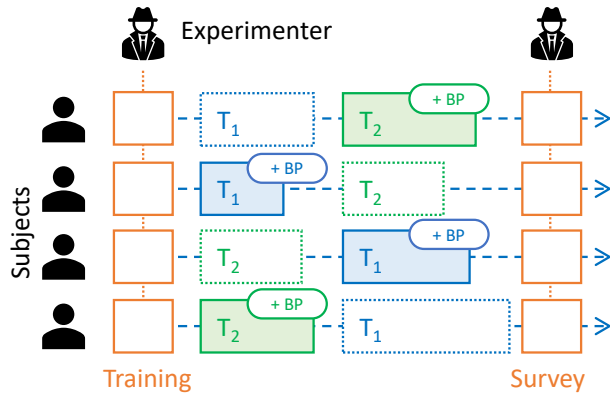 Experimenter
Subjects
T1
+ BP
T2
T1
+ BP
T2
T2
+ BP
T1
+ BP
T2
T1
Training
Survey